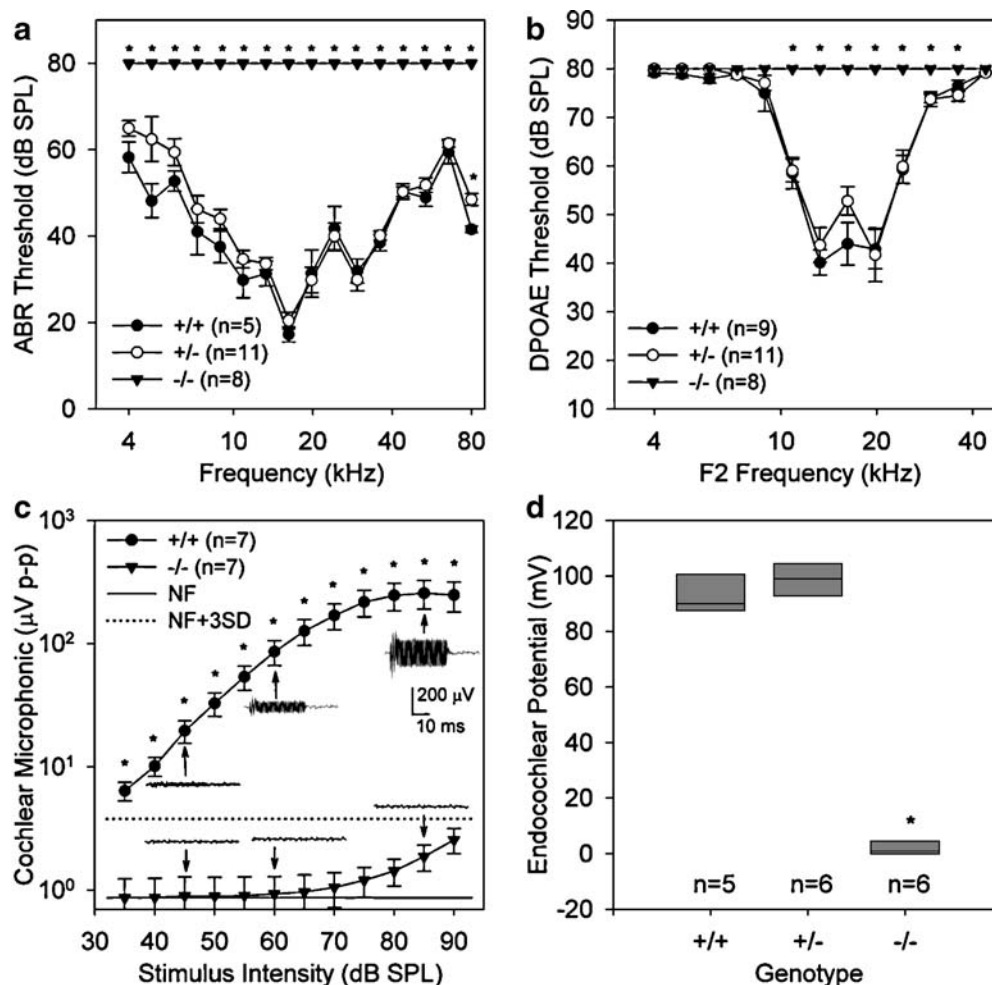 a
ABR Threshold (dB SPL)
80
60
40
20
0
* * * * * * * * * * * * * * *
*
+/+ (n=5)
+/- (n=11)
-/- (n=8)
4 10 20 40 80
Frequency (kHz)
b
DPOAE Threshold (dB SPL)
90
80
70
60
50
40
30
20
10
* * * * * * *
+/+ (n=9)
+/- (n=11)
-/- (n=8)
4 10 20 40
F2 Frequency (kHz)
c
Cochlear Microphonic (µV p-p)
10³
10²
10¹
10⁰
+/+ (n=7)
-/- (n=7)
NF
NF+3SD
* * * * * * * * * * * *
200 µV
10 ms
30 40 50 60 70 80 90
Stimulus Intensity (dB SPL)
d
Endocochlear Potential (mV)
120
100
80
60
40
20
0
-20
*
n=5 n=6 n=6
+/+ +/- -/-
Genotype